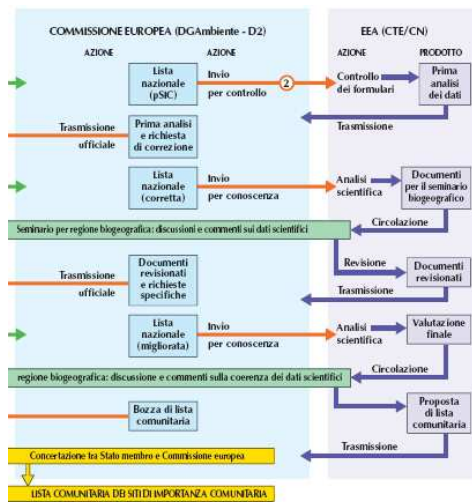 COMMISSIONE EUROPEA (DGAmbiente - D2)
EEA (CTE/CN)
AZIONE
AZIONE
AZIONE
PRODOTTO
Lista
nazionale
(pSIC)
Invio
per controllo
2
Controllo
dei formulari
Prima
analisi
dei dati
Trasmissione
Trasmissione
ufficiale
Prima analisi
e richiesta
di correzione
Lista
nazionale
(corretta)
Invio
per conoscenza
Analisi
scientifica
Documenti
per il seminario
biogeografico
Circolazione
Seminario per regione biogeografica: discussioni e commenti sui dati scientifici
Revisione
Trasmissione
ufficiale
Documenti
revisionati
e richieste
specifiche
Documenti
revisionati
Trasmissione
Lista
nazionale
(migliorata)
Invio
per conoscenza
Analisi
scientifica
Valutazione
finale
Circolazione
regione biogeografica: discussione e commenti sulla coerenza dei dati scientifici
Bozza di lista
comunitaria
Proposta
di lista
comunitaria
Trasmissione
Concertazione tra Stato membro e Commissione europea
LISTA COMUNITARIA DEI SITI DI IMPORTANZA COMUNITARIA